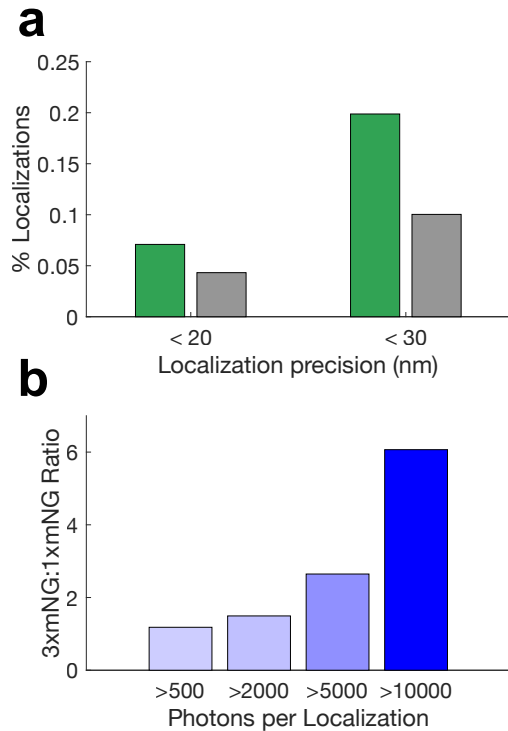 a
0.25
0.2
0.15
0.1
0.05
0
% Localizations
< 20
< 30
Localization precision (nm)
b
6
4
2
0
3xmNG:1xmNG Ratio
>500 >2000 >5000 >10000
Photons per Localization